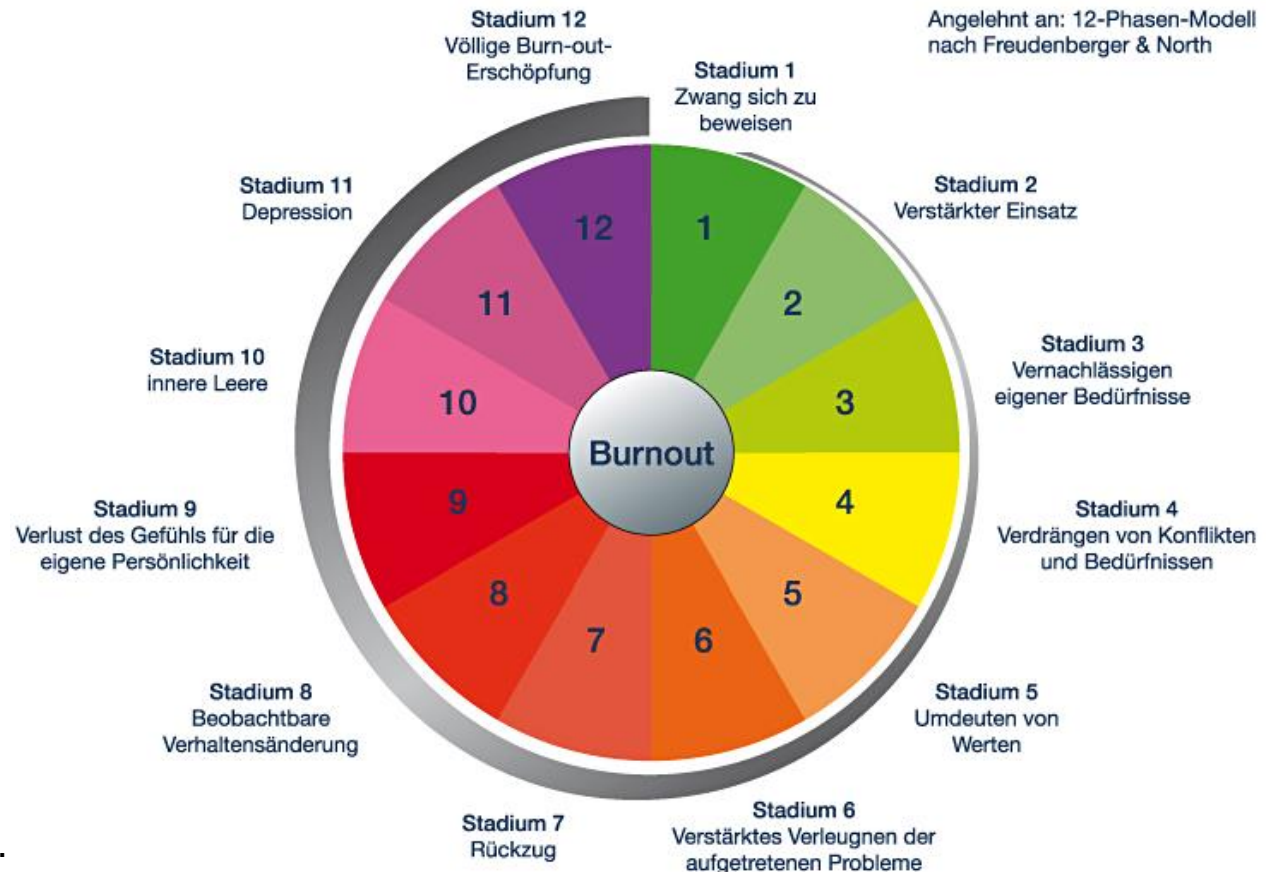 Angelehnt an: 12-Phasen-Modell
nach Freudenberger & North
Stadium 1
Zwang sich zu
beweisen
Stadium 2
Verstärkter Einsatz
Stadium 3
Vernachlässigen
eigener Bedürfnisse
Stadium 4
Verdrängen von Konflikten
und Bedürfnissen
Stadium 5
Umdeuten von
Werten
Stadium 6
Verstärktes Verleugnen der
aufgetretenen Probleme
Stadium 7
Rückzug
Stadium 8
Beobachtbare
Verhaltensänderung
Stadium 9
Verlust des Gefühls für die
eigene Persönlichkeit
Stadium 10
innere Leere
Stadium 11
Depression
Stadium 12
Völlige Burn-out-
Erschöpfung
1
2
3
4
5
6
7
8
9
10
11
12
Burnout
.